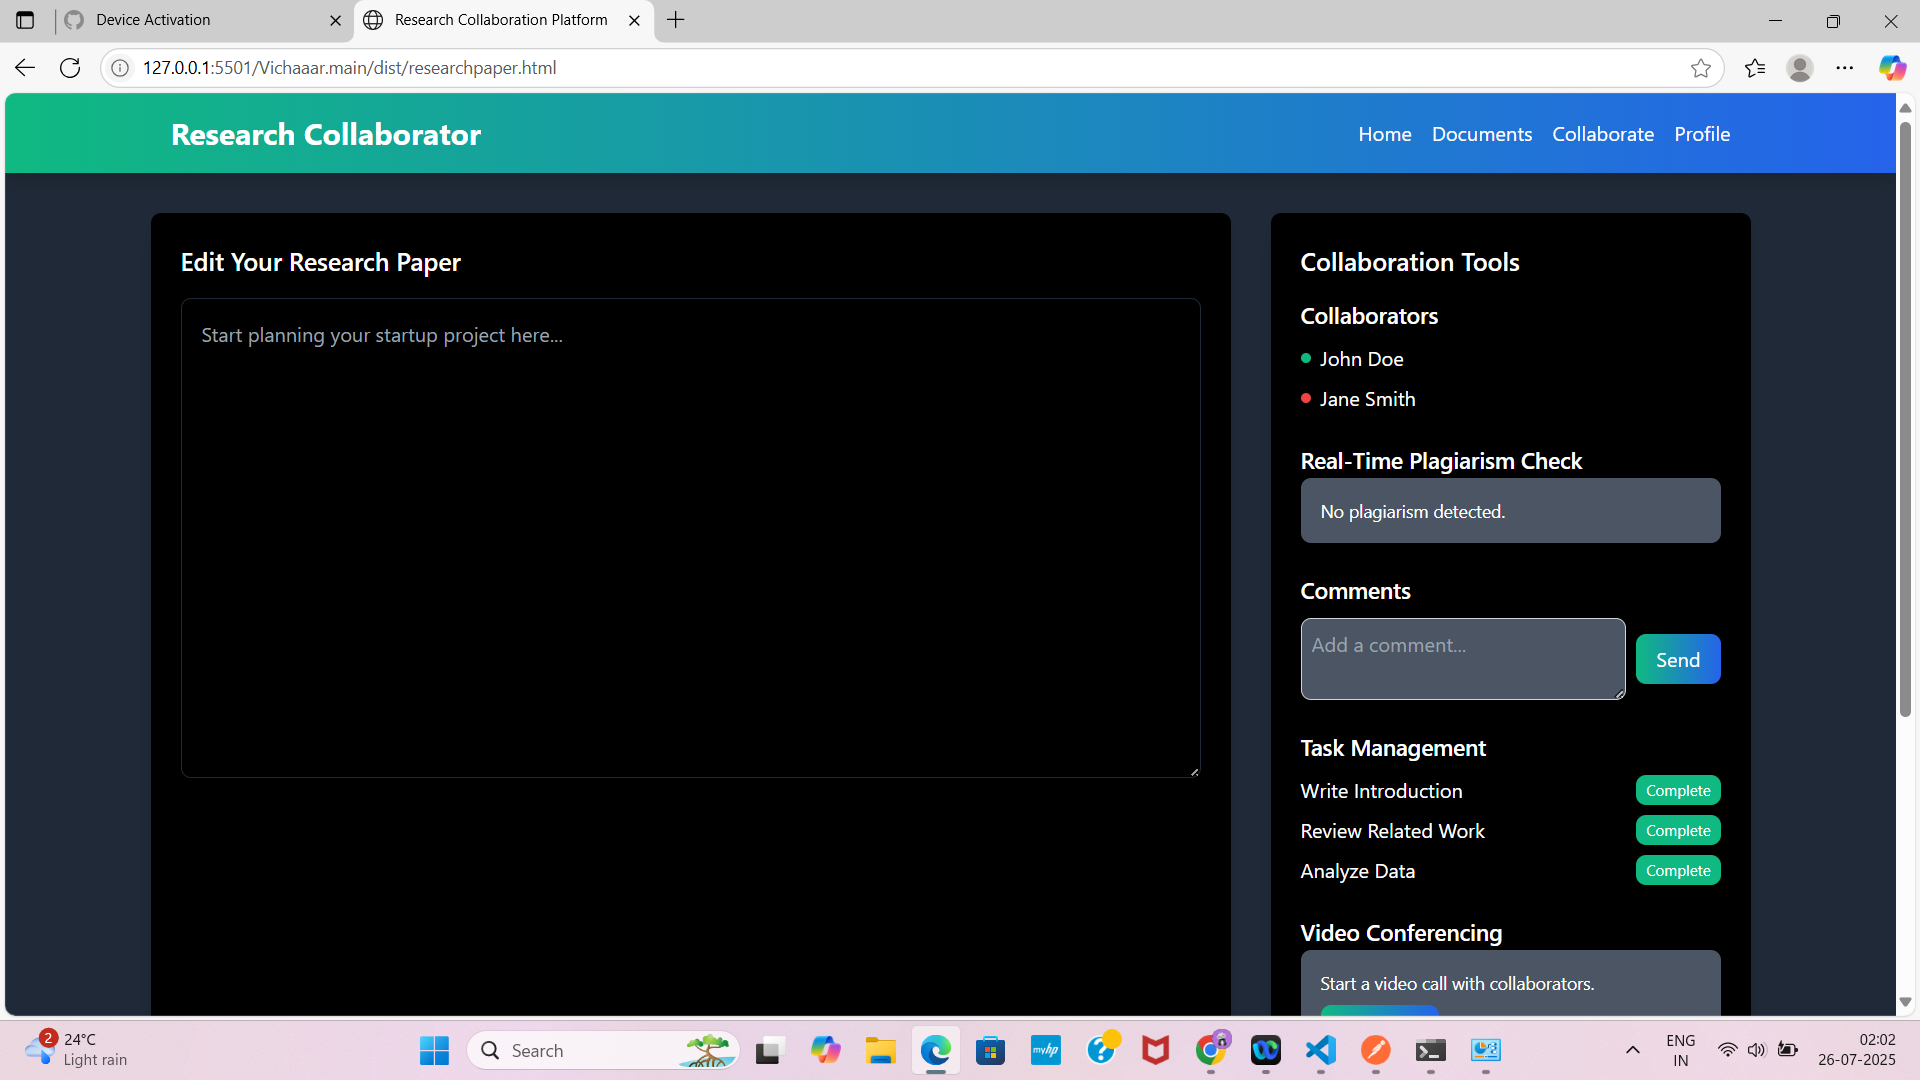 Device Activation
Research Collaboration Platform
127.0.0.1:5501/Vichaaar.main/dist/researchpaper.html
Research Collaborator
Home Documents Collaborate Profile
Edit Your Research Paper
Start planning your startup project here...
Collaboration Tools
Collaborators
John Doe
Jane Smith
Real-Time Plagiarism Check
No plagiarism detected.
Comments
Add a comment...
Send
Task Management
Write Introduction Complete
Review Related Work Complete
Analyze Data Complete
Video Conferencing
Start a video call with collaborators.
2
24°C
Light rain
Search
myhp
ENG
IN
02:02
26-07-2025